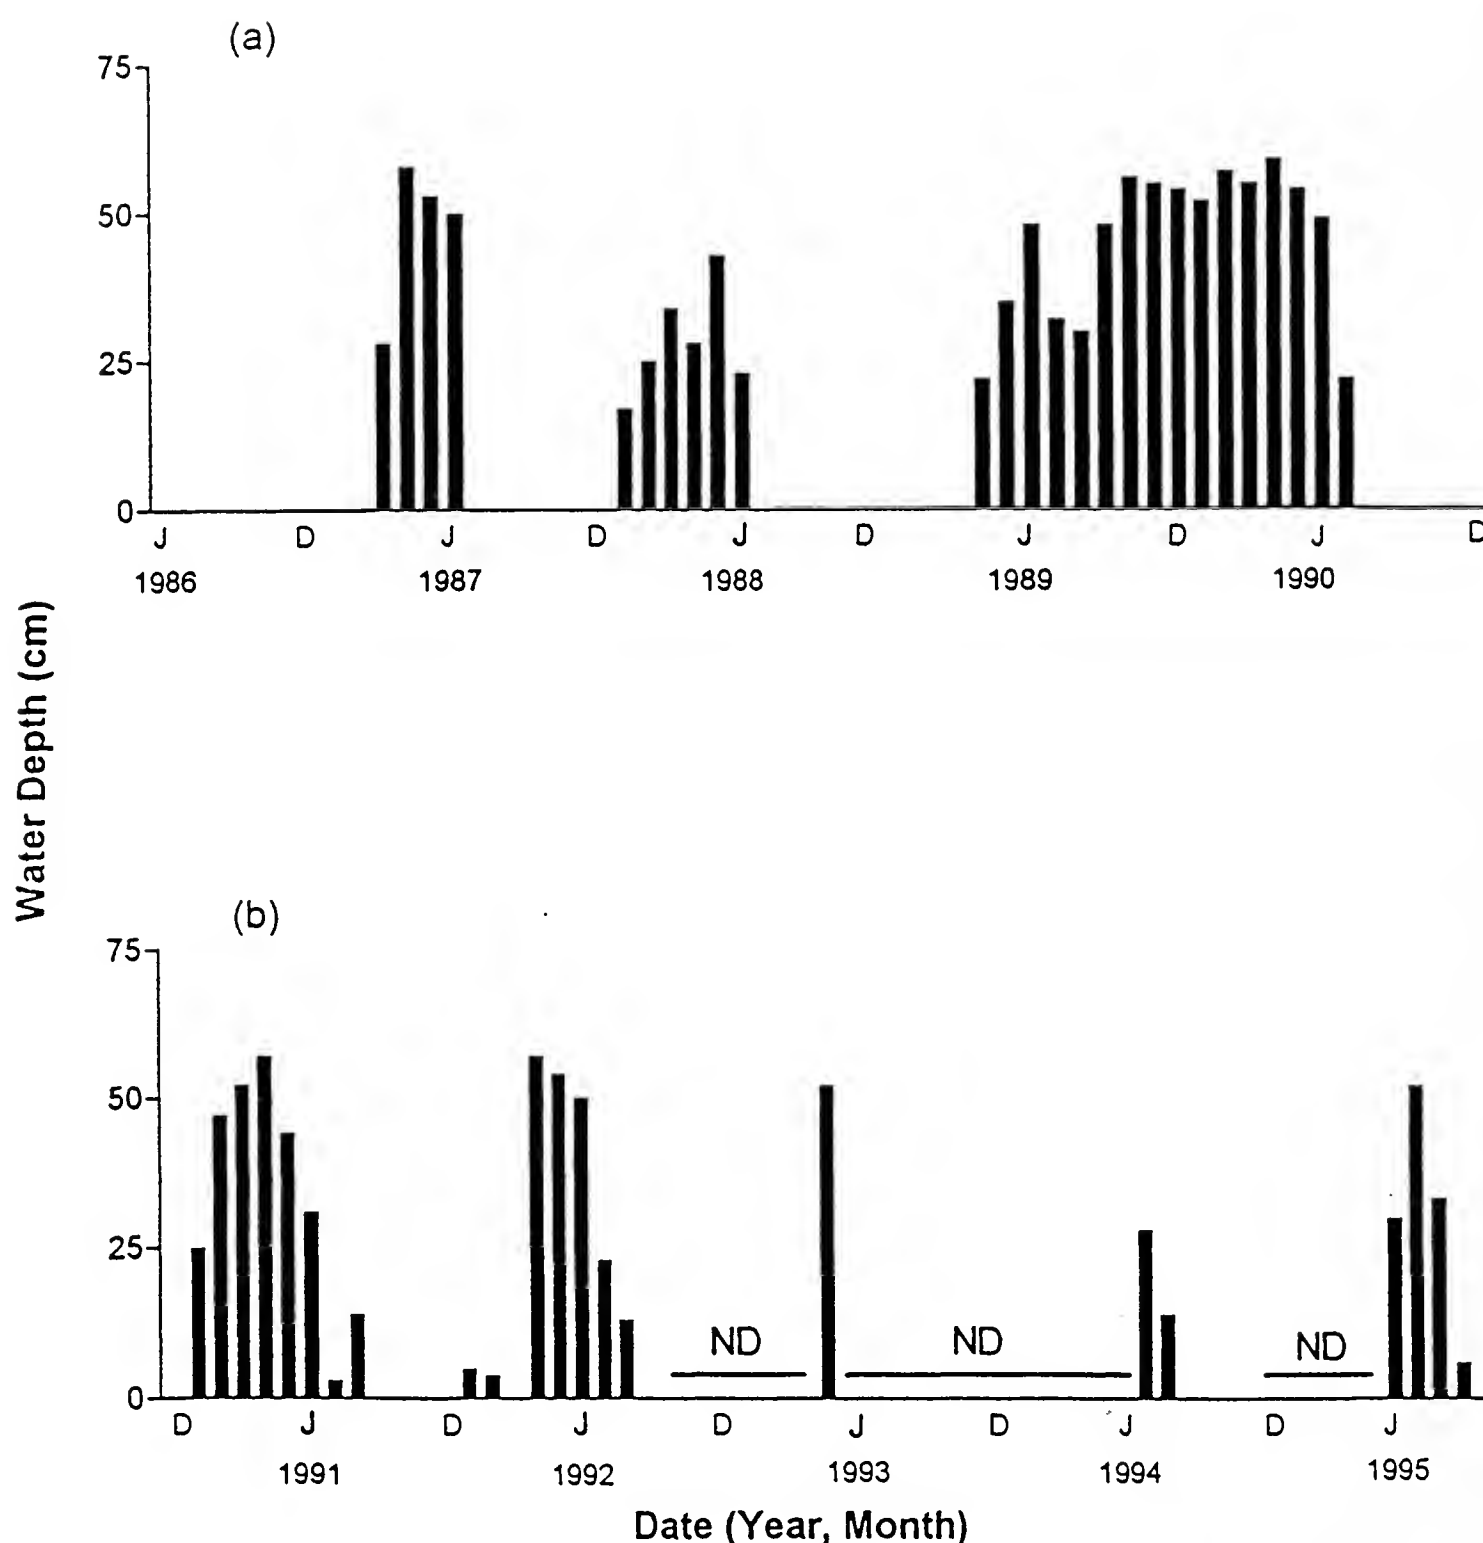 (a)
75
50
25
0
J D J D J D J D J D
1986 1987 1988 1989 1990
Water Depth (cm)
(b)
75
50
25
0
ND ND ND
D J D J D J D J D J
1991 1992 1993 1994 1995
Date (Year, Month)